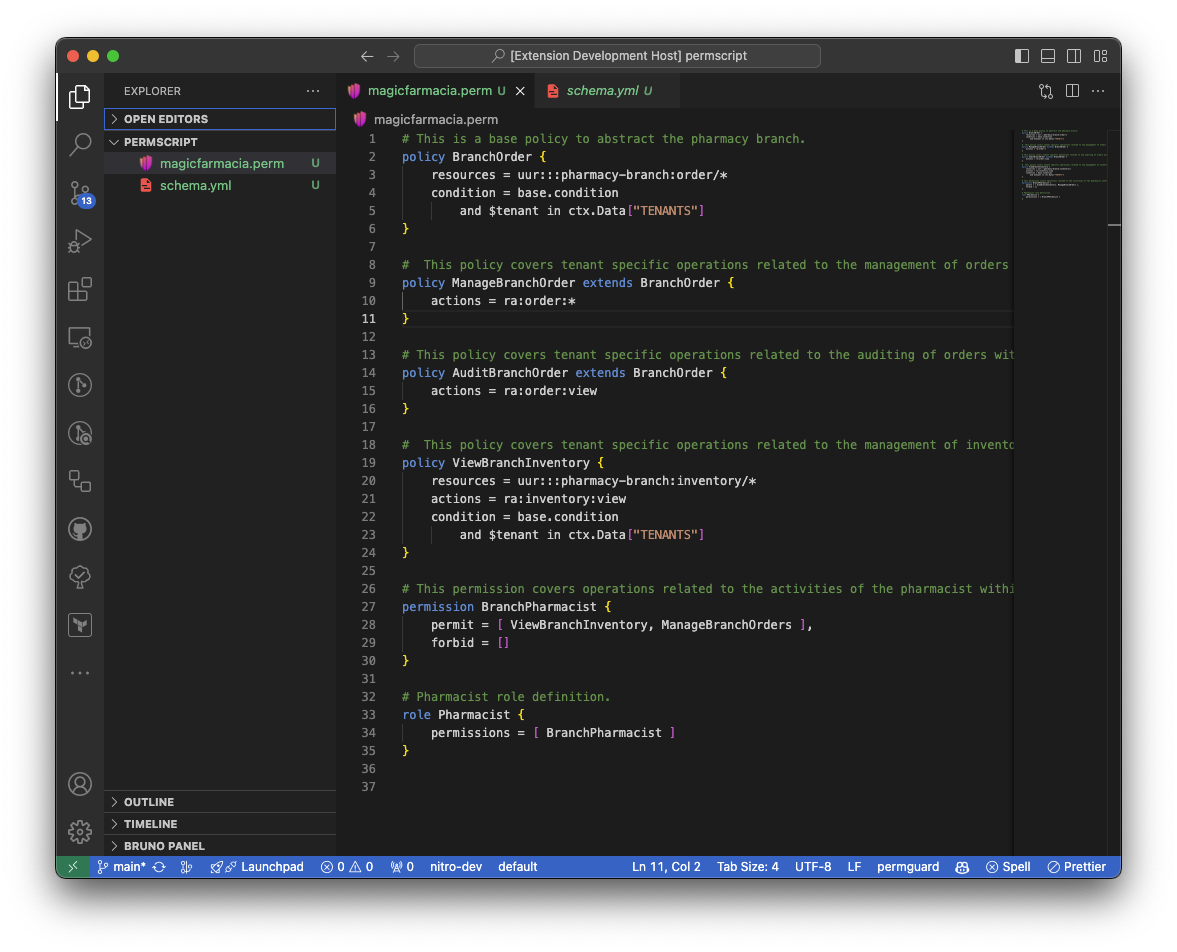 [Extension Development Host] permscript
EXPLORER
OPEN EDITORS
PERMSCRIPT
magicfarmacia.perm U
schema.yml U
OUTLINE
TIMELINE
BRUNO PANEL
13
magicfarmacia.perm U
schema.yml U
magicfarmacia.perm
1 # This is a base policy to abstract the pharmacy branch.
2 policy BranchOrder {
3 resources = uur:::pharmacy-branch:order/*
4 condition = base.condition
5 and $tenant in ctx.Data["TENANTS"]
6 }
7
8 #  This policy covers tenant specific operations related to the management of orders
9 policy ManageBranchOrder extends BranchOrder {
10 actions = ra:order:*
11 }
12
13 # This policy covers tenant specific operations related to the auditing of orders wit
14 policy AuditBranchOrder extends BranchOrder {
15 actions = ra:order:view
16 }
17
18 #  This policy covers tenant specific operations related to the management of invento
19 policy ViewBranchInventory {
20 resources = uur:::pharmacy-branch:inventory/*
21 actions = ra:inventory:view
22 condition = base.condition
23 and $tenant in ctx.Data["TENANTS"]
24 }
25
26 # This permission covers operations related to the activities of the pharmacist withi
27 permission BranchPharmacist {
28 permit = [ ViewBranchInventory, ManageBranchOrders ],
29 forbid = []
30 }
31
32 # Pharmacist role definition.
33 role Pharmacist {
34 permissions = [ BranchPharmacist ]
35 }
36
37
main* Launchpad 0 0 0 nitro-dev default Ln 11, Col 2 Tab Size: 4 UTF-8 LF permguard Spell Prettier